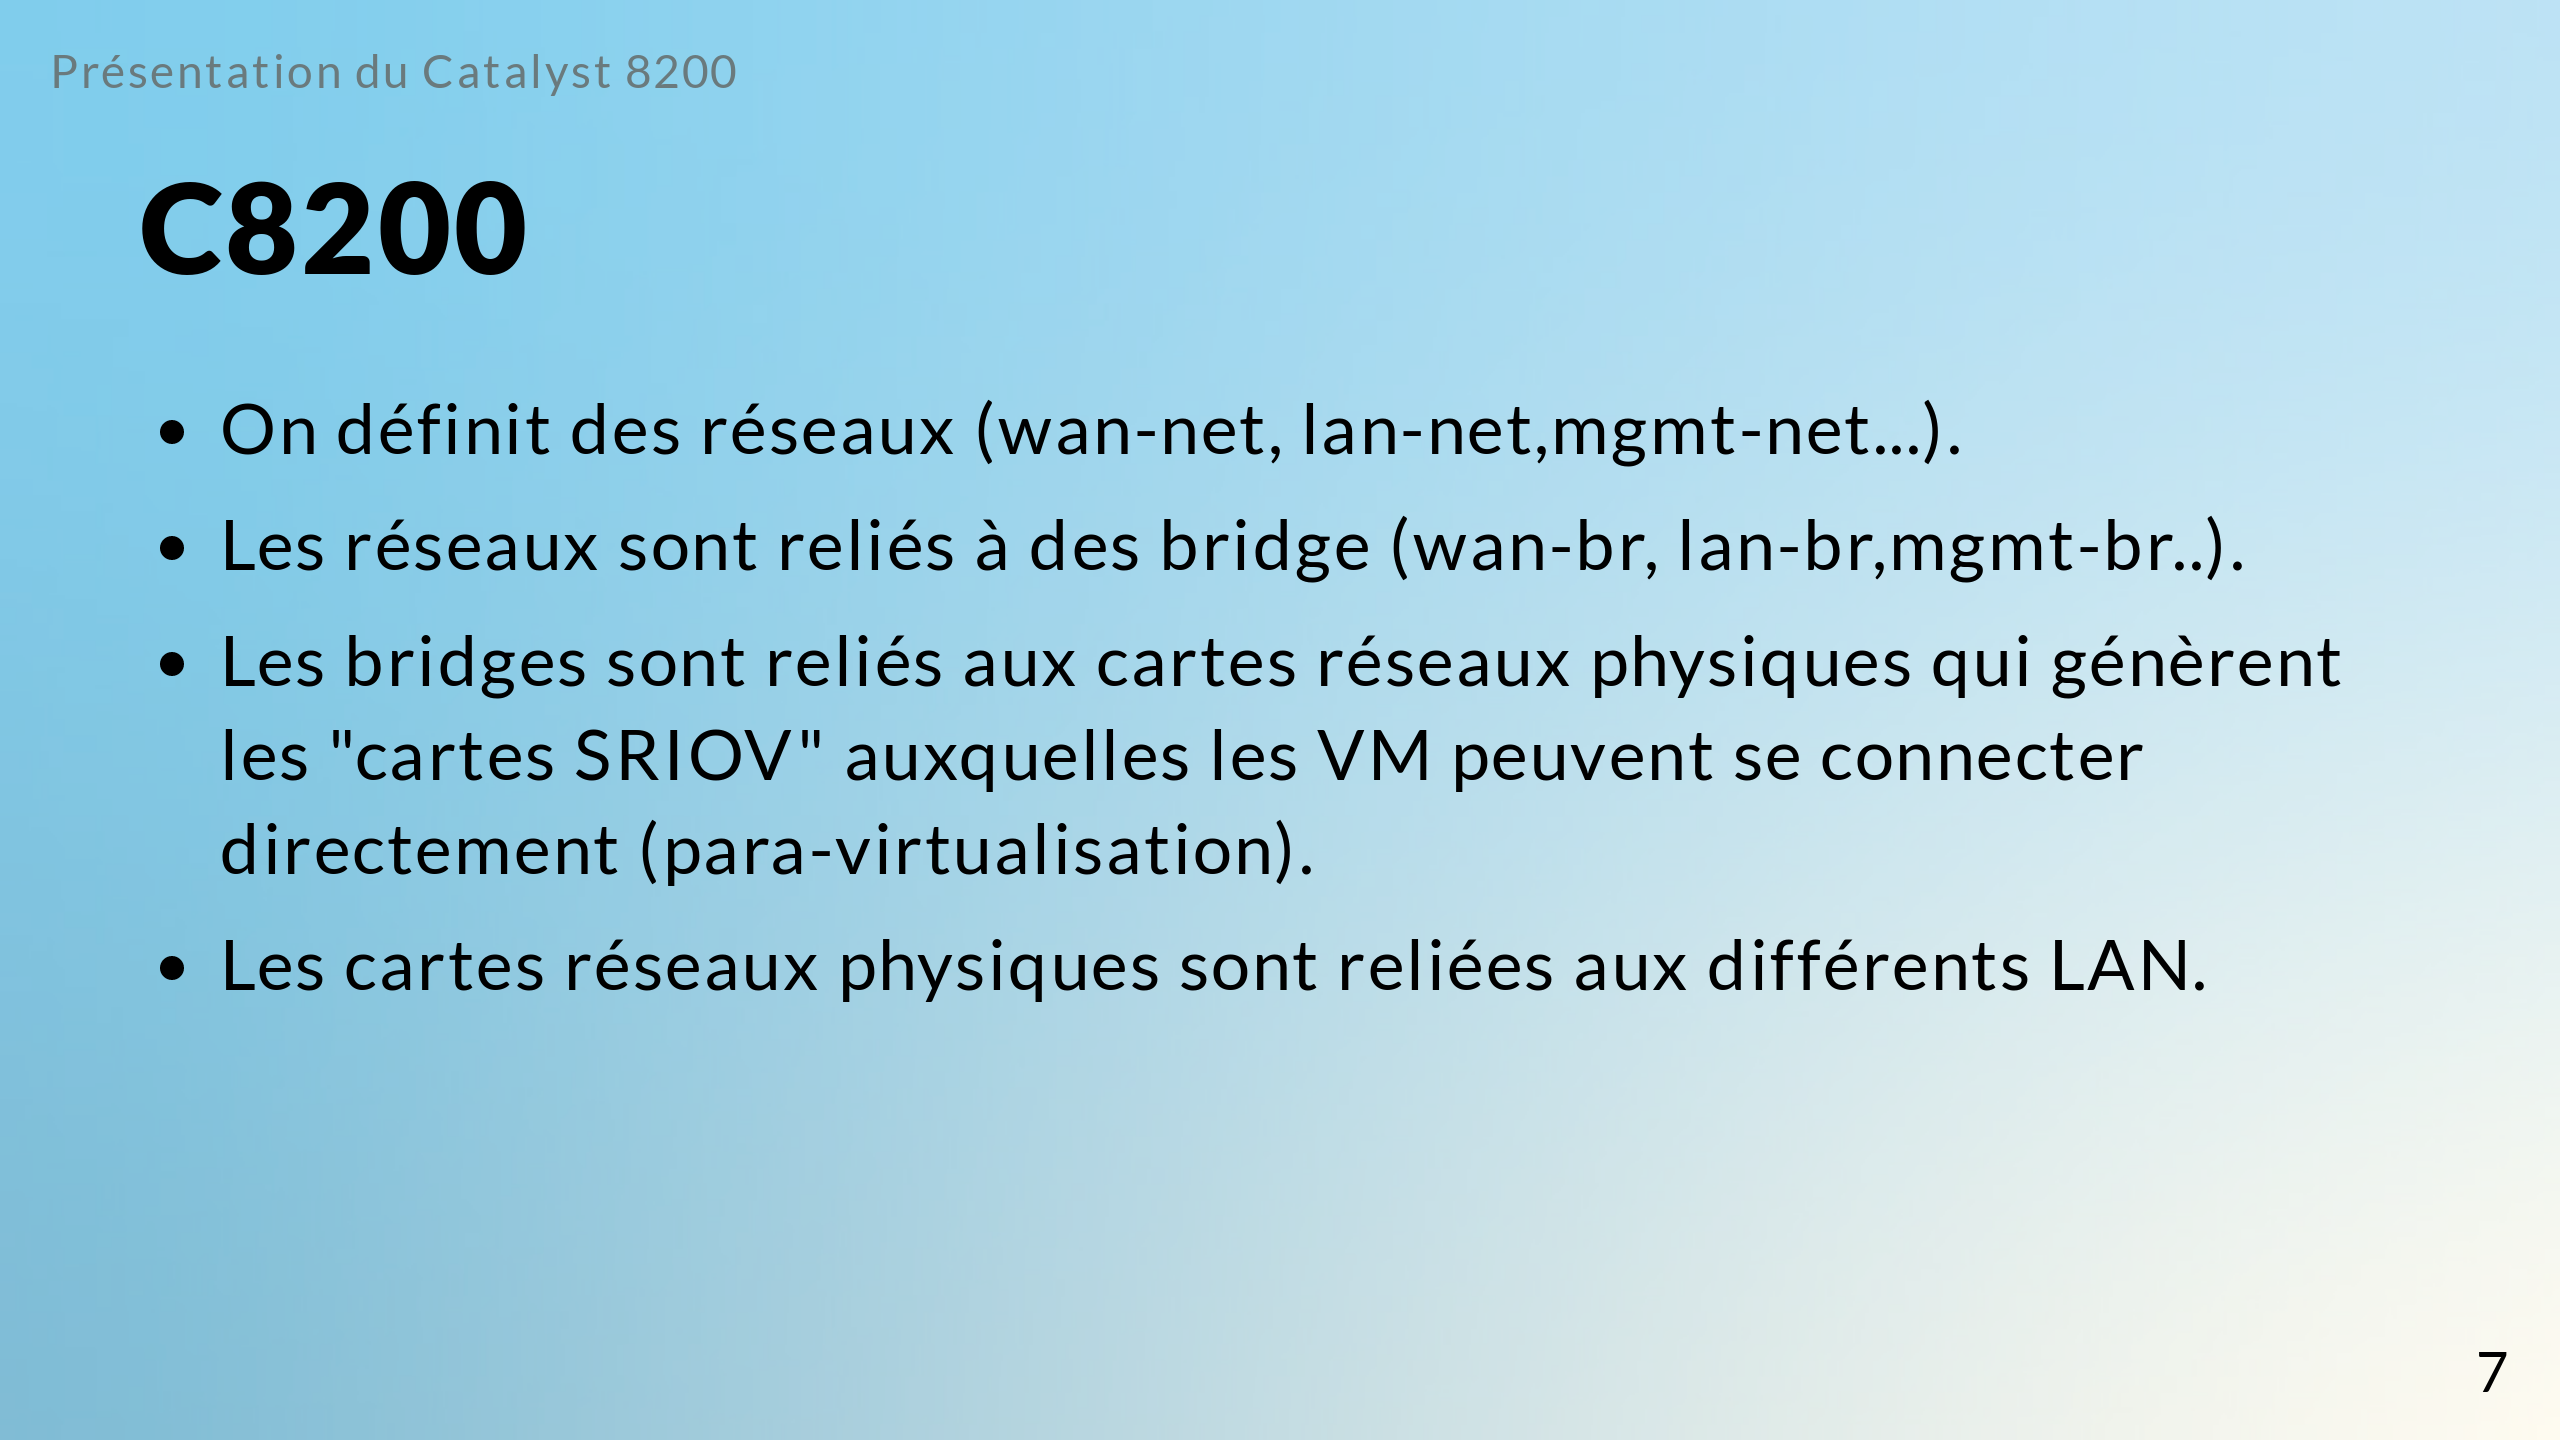 Présentation du Catalyst 8200
C8200
• On définit des réseaux (wan-net, lan-net,mgmt-net...).
• Les réseaux sont reliés à des bridge (wan-br, lan-br,mgmt-br..).
• Les bridges sont reliés aux cartes réseaux physiques qui génèrent
les "cartes SRIOV" auxquelles les VM peuvent se connecter
directement (para-virtualisation).
• Les cartes réseaux physiques sont reliées aux différents LAN.
7